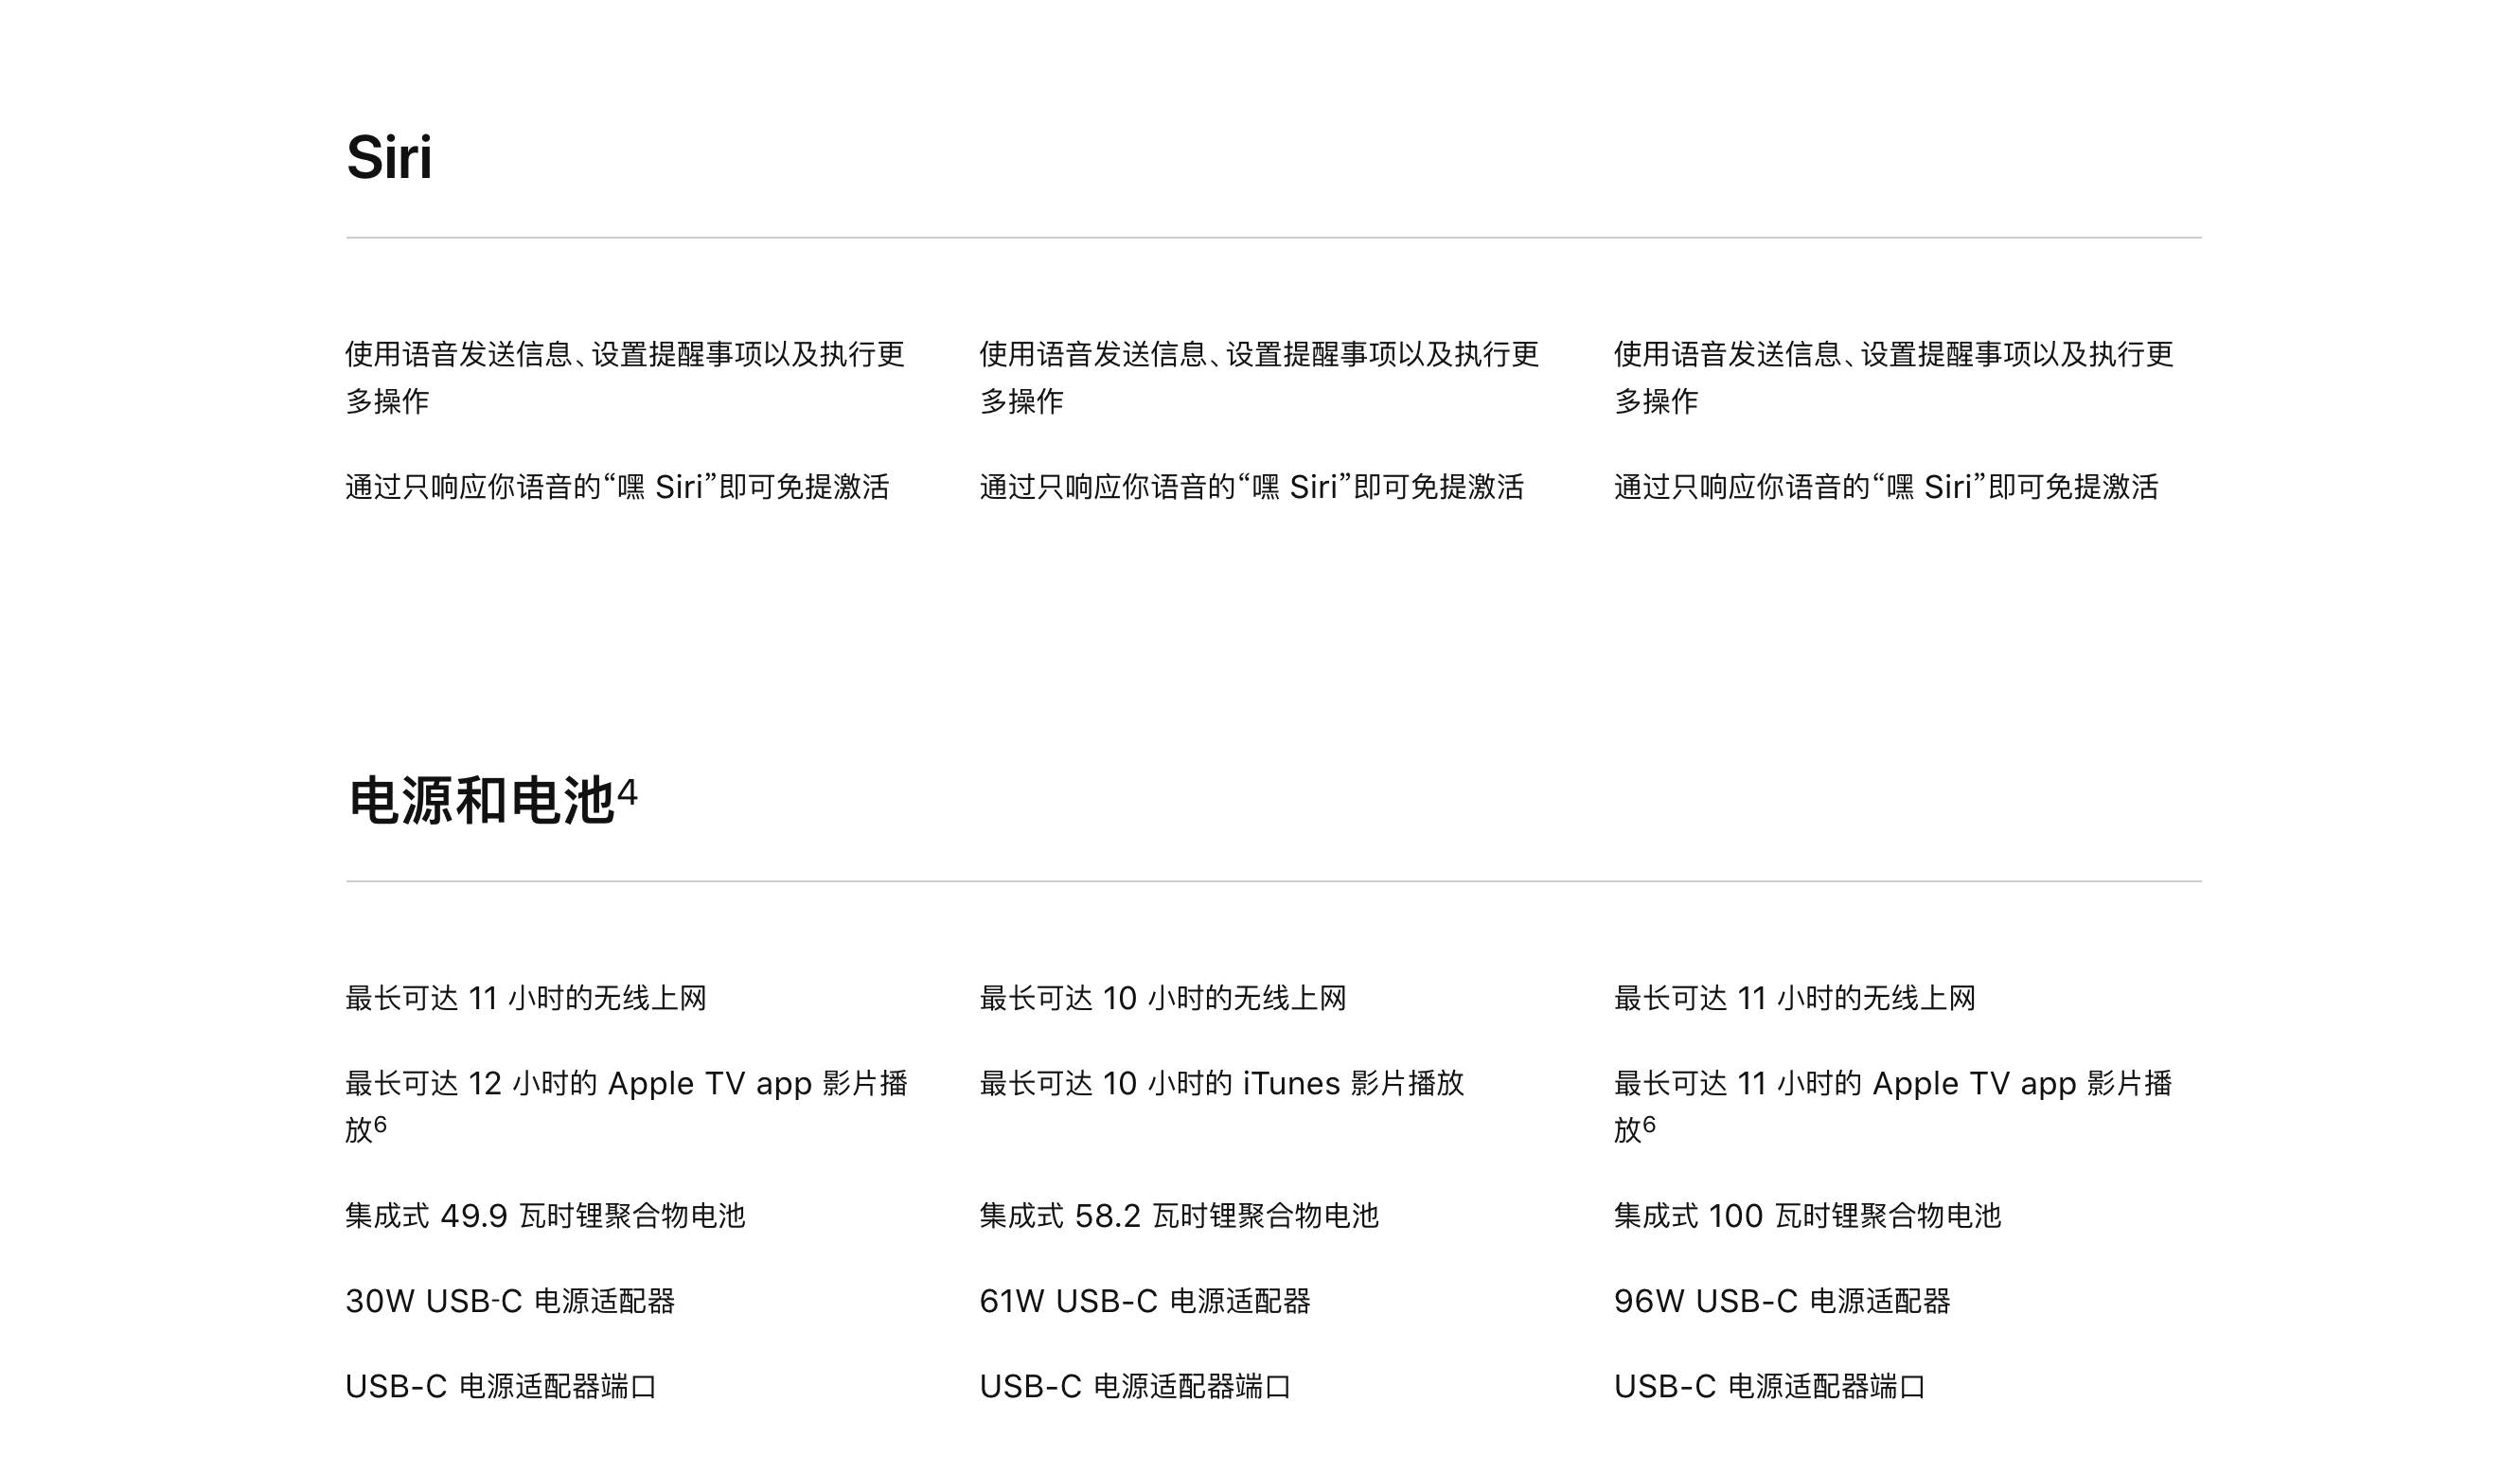 Siri
使用语音发送信息、设置提醒事项以及执行更
多操作
通过只响应你语音的“嘿 Siri”即可免提激活
使用语音发送信息、设置提醒事项以及执行更
多操作
通过只响应你语音的“嘿 Siri”即可免提激活
使用语音发送信息、设置提醒事项以及执行更
多操作
通过只响应你语音的“嘿 Siri”即可免提激活
电源和电池4
最长可达 11 小时的无线上网
最长可达 12 小时的 Apple TV app 影片播
放6
集成式 49.9 瓦时锂聚合物电池
30W USB-C 电源适配器
USB-C 电源适配器端口
最长可达 10 小时的无线上网
最长可达 10 小时的 iTunes 影片播放
集成式 58.2 瓦时锂聚合物电池
61W USB-C 电源适配器
USB-C 电源适配器端口
最长可达 11 小时的无线上网
最长可达 11 小时的 Apple TV app 影片播
放6
集成式 100 瓦时锂聚合物电池
96W USB-C 电源适配器
USB-C 电源适配器端口